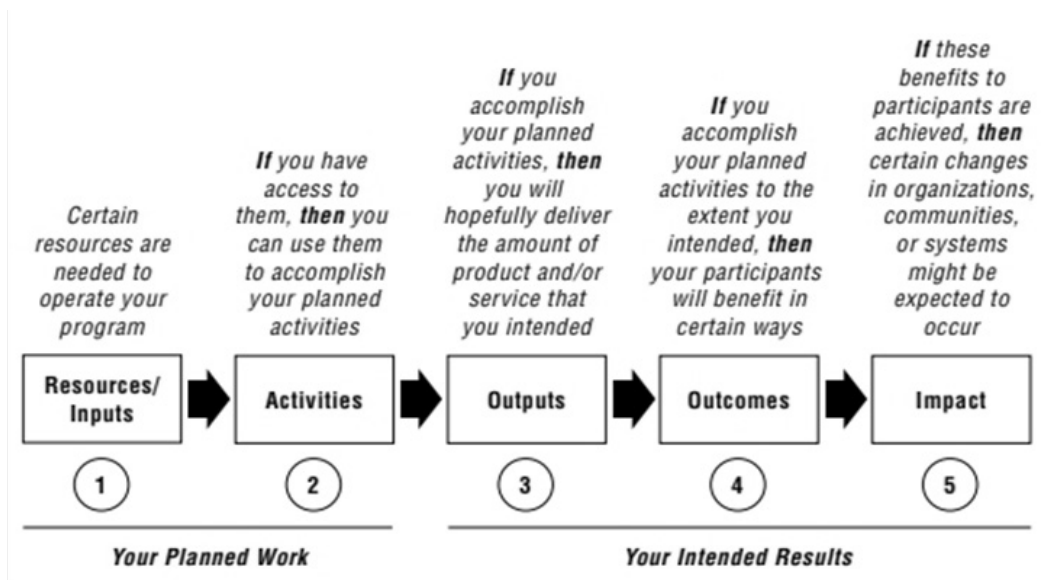 Certain
resources are
needed to
operate your
program
If you have
access to
them, then you
can use them
to accomplish
your planned
activities
If you
accomplish
your planned
activities, then
you will
hopefully deliver
the amount of
product and/or
service that
you intended
If you
accomplish
your planned
activities to the
extent you
intended, then
your participants
will benefit in
certain ways
If these
benefits to
participants are
achieved, then
certain changes
in organizations,
communities,
or systems
might be
expected to
occur
Resources/
Inputs
Activities
Outputs
Outcomes
Impact
1
2
3
4
5
Your Planned Work
Your Intended Results